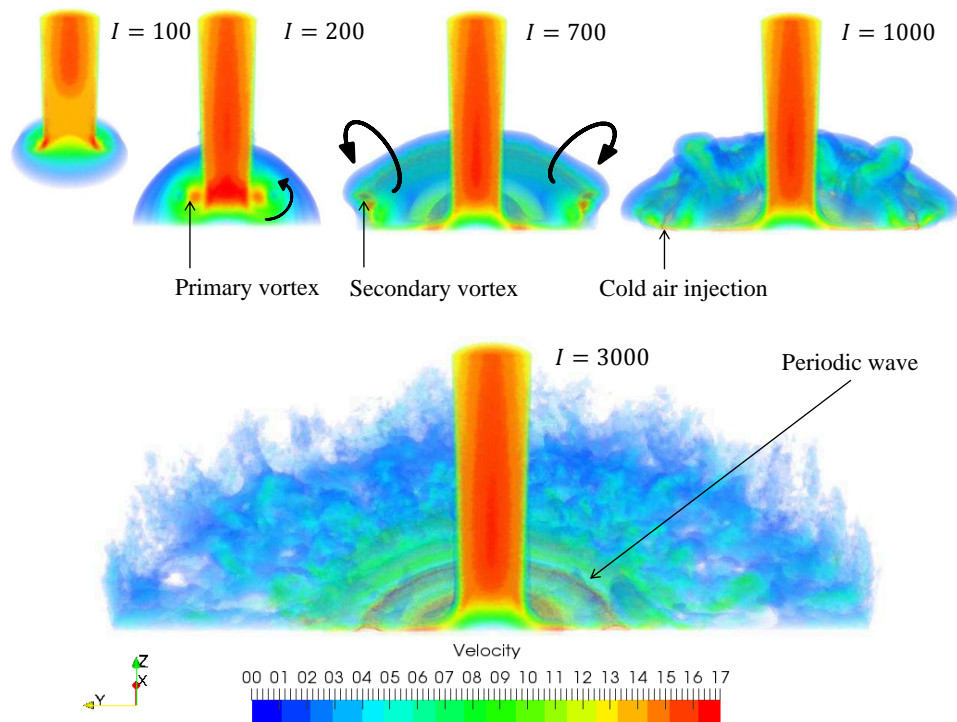 I = 100
I = 200
I = 700
I = 1000
Primary vortex
Secondary vortex
Cold air injection
I = 3000
Periodic wave
Velocity
Z
X
Y
00 01 02 03 04 05 06 07 08 09 10 11 12 13 14 15 16 17